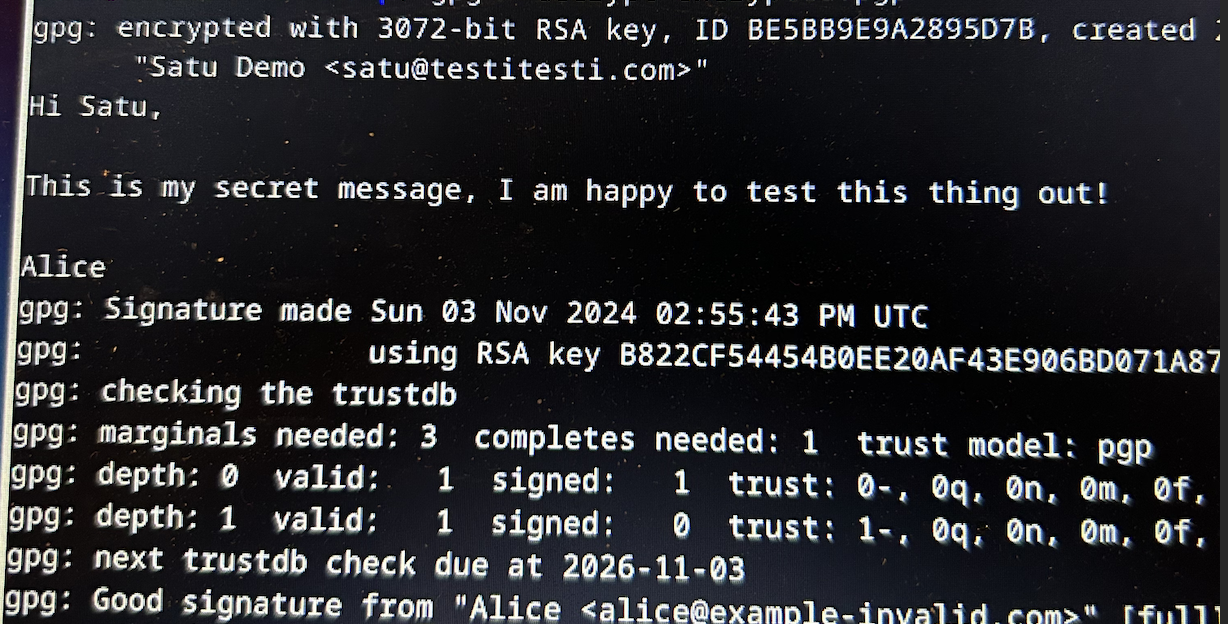 gpg: encrypted with 3072-bit RSA key, ID BE5BB9E9A2895D7B, created
"Satu Demo <satu@testitesti.com>"
Hi Satu,
This is my secret message, I am happy to test this thing out!
Alice
gpg: Signature made Sun 03 Nov 2024 02:55:43 PM UTC
gpg: using RSA key B822CF54454B0EE20AF43E906BD071A87
gpg: checking the trustdb
gpg: marginals needed: 3 completes needed: 1 trust model: pgp
gpg: depth: 0 valid: 1 signed: 1 trust: 0-, 0q, 0n, 0m, 0f,
gpg: depth: 1 valid: 1 signed: 0 trust: 1-, 0q, 0n, 0m, 0f,
gpg: next trustdb check due at 2026-11-03
gpg: Good signature from "Alice <alice@example-invalid.com>" [full]